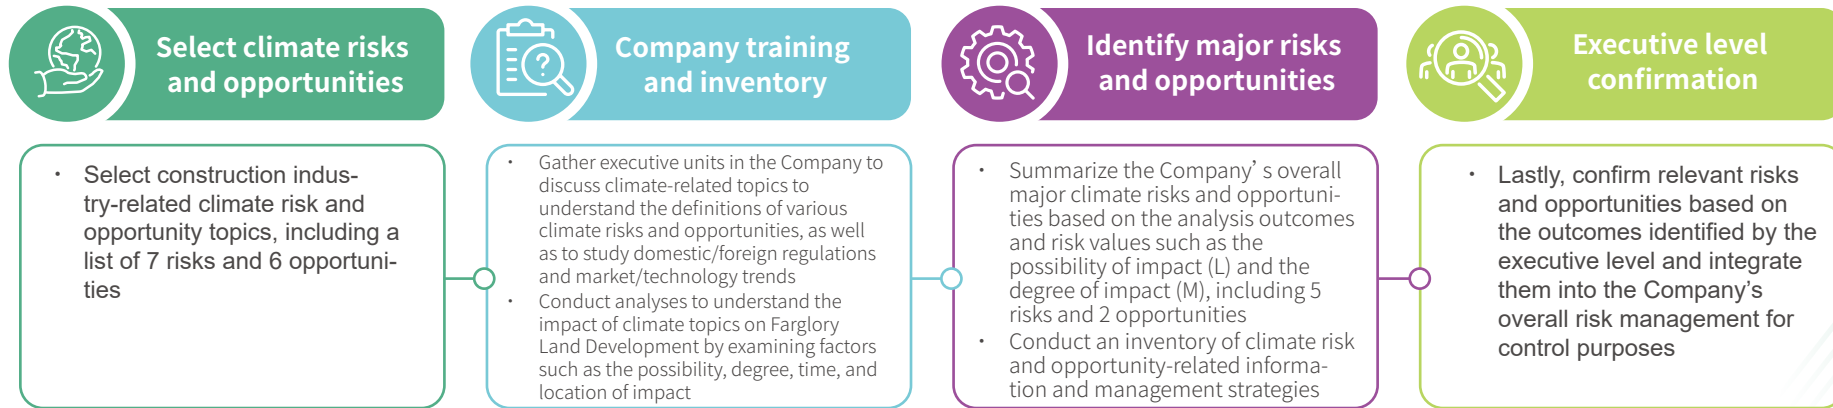 Select climate risks
and opportunities
• Select construction indus-
try-related climate risk and
opportunity topics, including a
list of 7 risks and 6 opportuni-
ties
Company training
and inventory
• Gather executive units in the Company to
discuss climate-related topics to
understand the definitions of various
climate risks and opportunities, as well
as to study domestic/foreign regulations
and market/technology trends
• Conduct analyses to understand the
impact of climate topics on Farglory
Land Development by examining factors
such as the possibility, degree, time, and
location of impact
Identify major risks
and opportunities
• Summarize the Company’s overall
major climate risks and opportuni-
ties based on the analysis outcomes
and risk values such as the
possibility of impact (L) and the
degree of impact (M), including 5
risks and 2 opportunities
• Conduct an inventory of climate risk
and opportunity-related informa-
tion and management strategies
Executive level
confirmation
• Lastly, confirm relevant risks
and opportunities based on
the outcomes identified by the
executive level and integrate
them into the Company’s
overall risk management for
control purposes